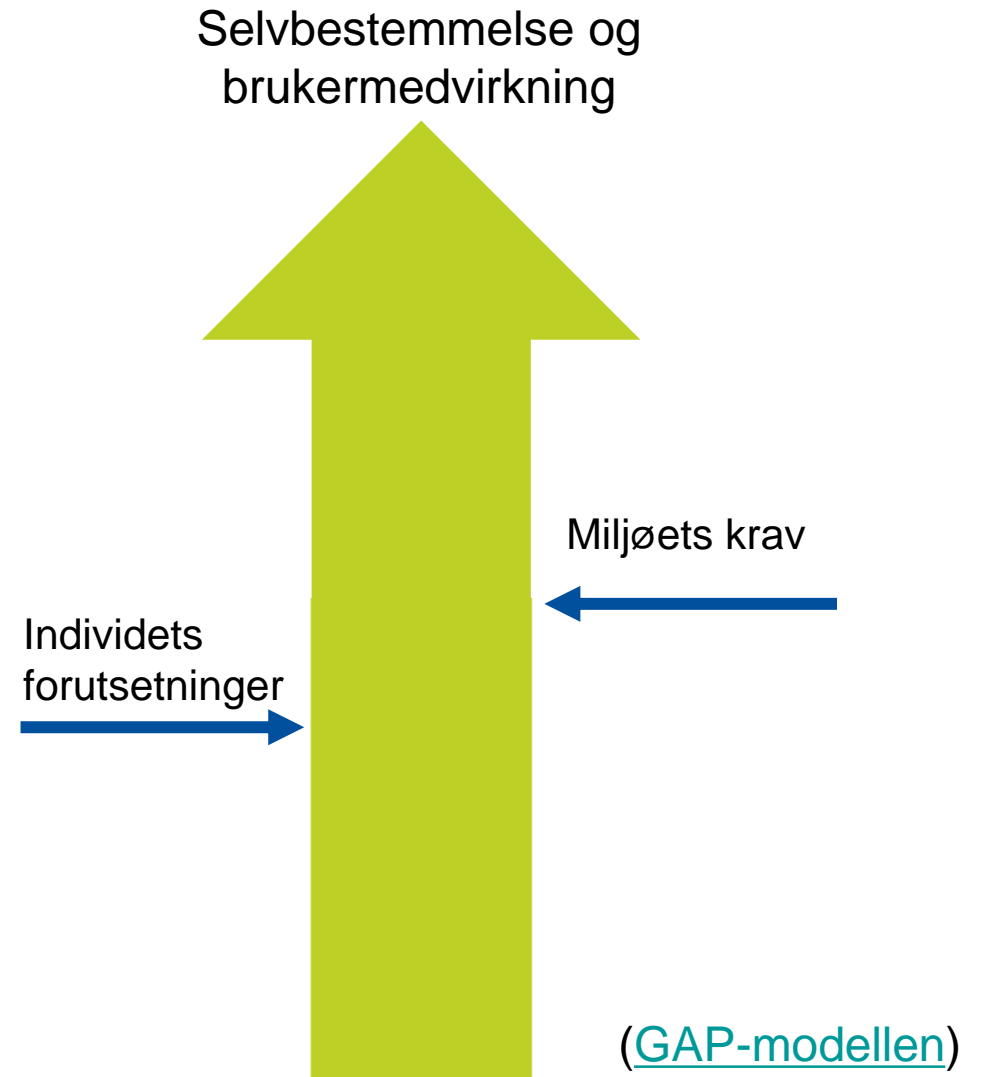 Selvbestemmelse og
brukermedvirkning
Miljøets krav
Individets
forutsetninger
(GAP-modellen)